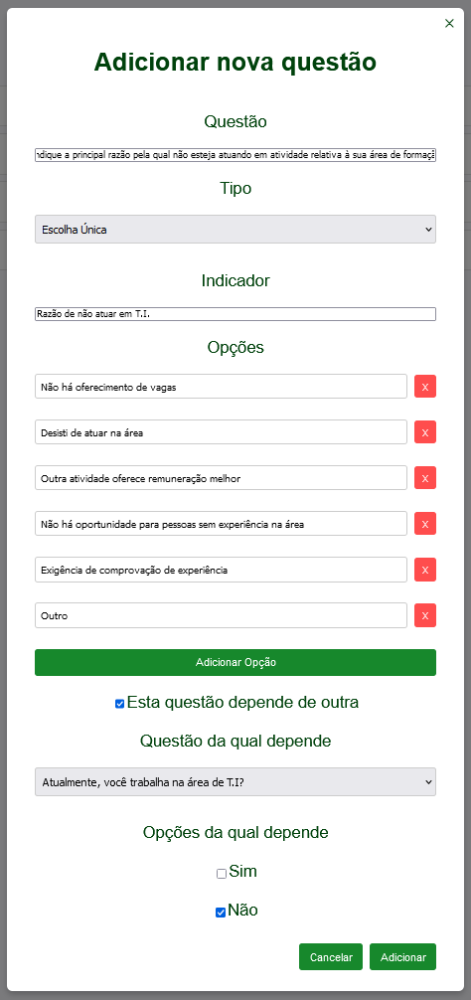 ×
Adicionar nova questão
Questão
ndique a principal razão pela qual não esteja atuando em atividade relativa à sua área de formaçã
Tipo
Escolha Única
Indicador
Razão de não atuar em T.I.
Opções
Não há oferecimento de vagas X
Desisti de atuar na área X
Outra atividade oferece remuneração melhor X
Não há oportunidade para pessoas sem experiência na área X
Exigência de comprovação de experiência X
Outro X
Adicionar Opção
Esta questão depende de outra
Questão da qual depende
Atualmente, você trabalha na área de T.I?
Opções da qual depende
Sim
Não
Cancelar Adicionar